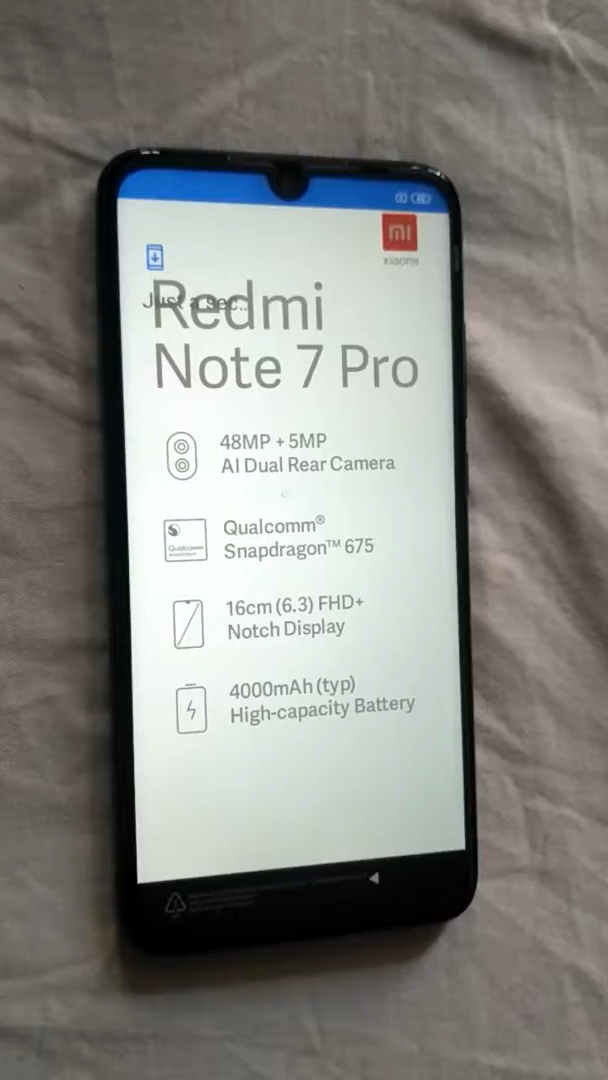 mi
xiaomi
Just a sec...
Redmi
Note 7 Pro
48MP + 5MP
AI Dual Rear Camera
Qualcomm
Qualcomm®
Snapdragon™ 675
16cm (6.3) FHD+
Notch Display
4000mAh (typ)
High-capacity Battery